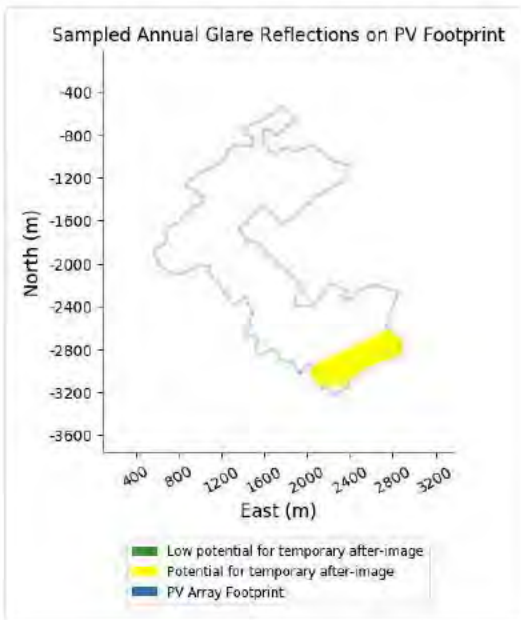 Sampled Annual Glare Reflections on PV Footprint
-400
-800
-1200
-1600
-2000
-2400
-2800
-3200
-3600
North (m)
400
800
1200
1600
2000
2400
2800
3200
East (m)
Low potential for temporary after-image
Potential for temporary after-image
PV Array Footprint